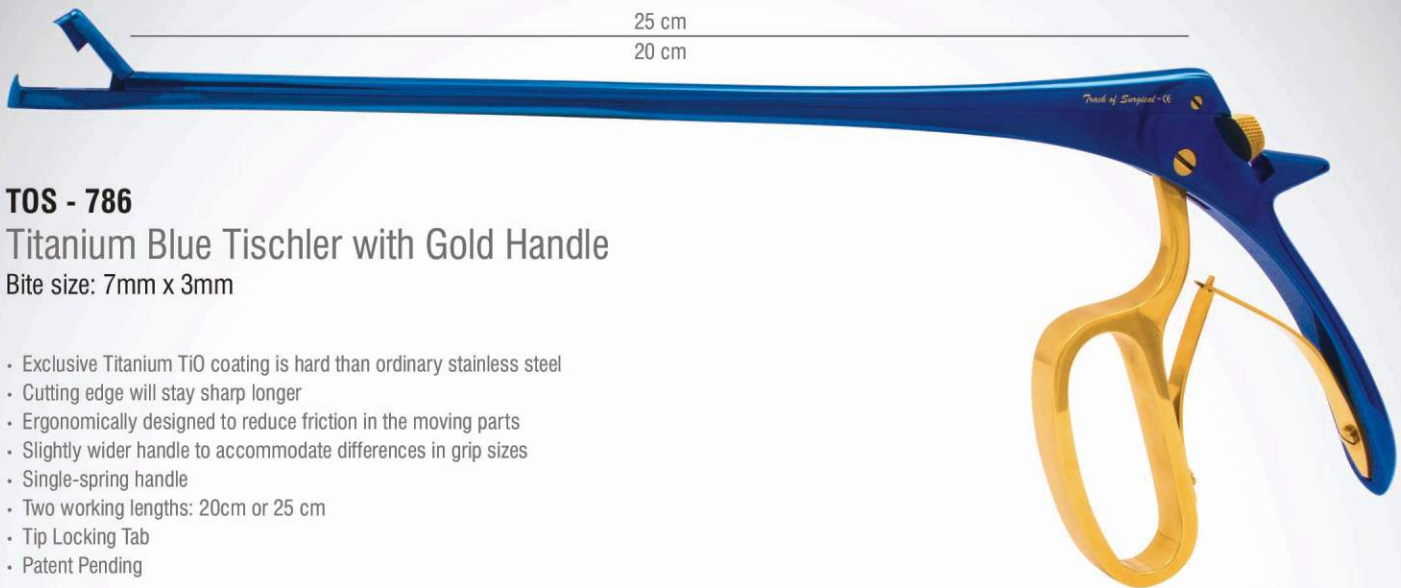 25 cm
20 cm
Track of Surgical - CE
TOS - 786
Titanium Blue Tischler with Gold Handle
Bite size: 7mm x 3mm
• Exclusive Titanium TiO coating is hard than ordinary stainless steel
• Cutting edge will stay sharp longer
• Ergonomically designed to reduce friction in the moving parts
• Slightly wider handle to accommodate differences in grip sizes
• Single-spring handle
• Two working lengths: 20cm or 25 cm
• Tip Locking Tab
• Patent Pending